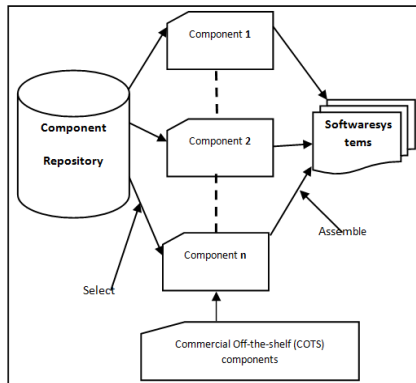 Component 1
Component
Repository
Component 2
Softwaresys
tems
Assemble
Component n
Select
Commercial Off-the-shelf (COTS)
components